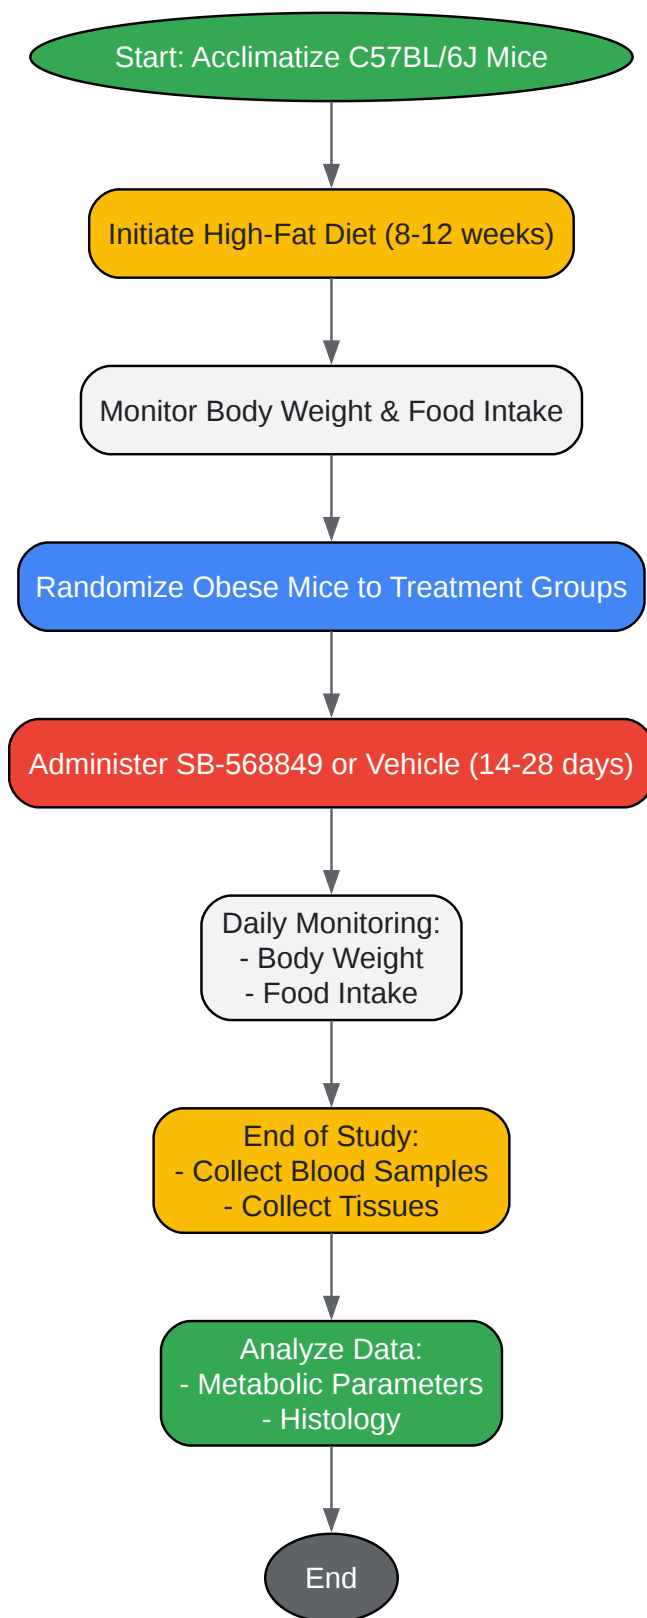 Start: Acclimatize C57BL/6J Mice
Initiate High-Fat Diet (8-12 weeks)
Monitor Body Weight & Food Intake
Randomize Obese Mice to Treatment Groups
Administer SB-568849 or Vehicle (14-28 days)
Daily Monitoring:
- Body Weight
- Food Intake
End of Study:
- Collect Blood Samples
- Collect Tissues
Analyze Data:
- Metabolic Parameters
- Histology
End